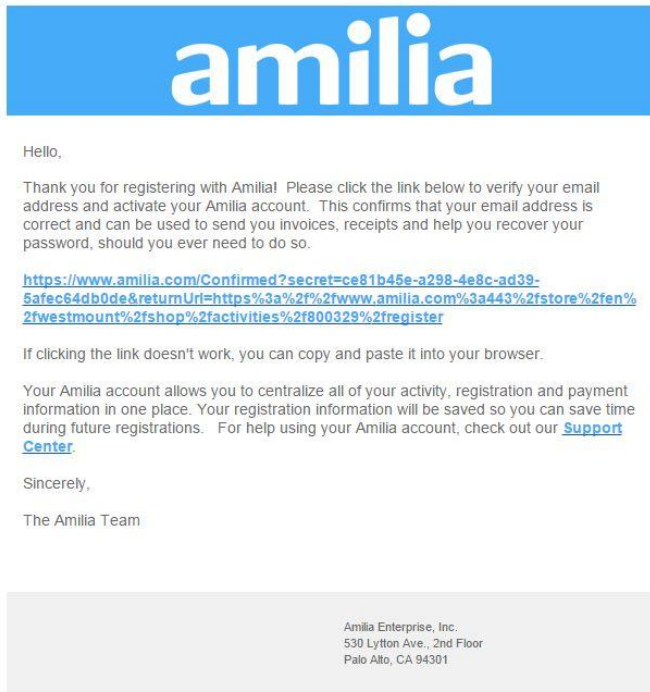 amilia
Hello,
Thank you for registering with Amilia!  Please click the link below to verify your email
address and activate your Amilia account.  This confirms that your email address is
correct and can be used to send you invoices, receipts and help you recover your
password, should you ever need to do so.
https://www.amilia.com/Confirmed?secret=ce81b45e-a298-4e8c-ad39-
5afec64db0de&returnUrl=https%3a%2f%2fwww.amilia.com%3a443%2fstore%2fen%
2fwestmount%2fshop%2factivities%2f800329%2fregister
If clicking the link doesn't work, you can copy and paste it into your browser.
Your Amilia account allows you to centralize all of your activity, registration and payment
information in one place. Your registration information will be saved so you can save time
during future registrations.   For help using your Amilia account, check out our Support
Center.
Sincerely,
The Amilia Team
Amilia Enterprise, Inc.
530 Lytton Ave., 2nd Floor
Palo Alto, CA 94301